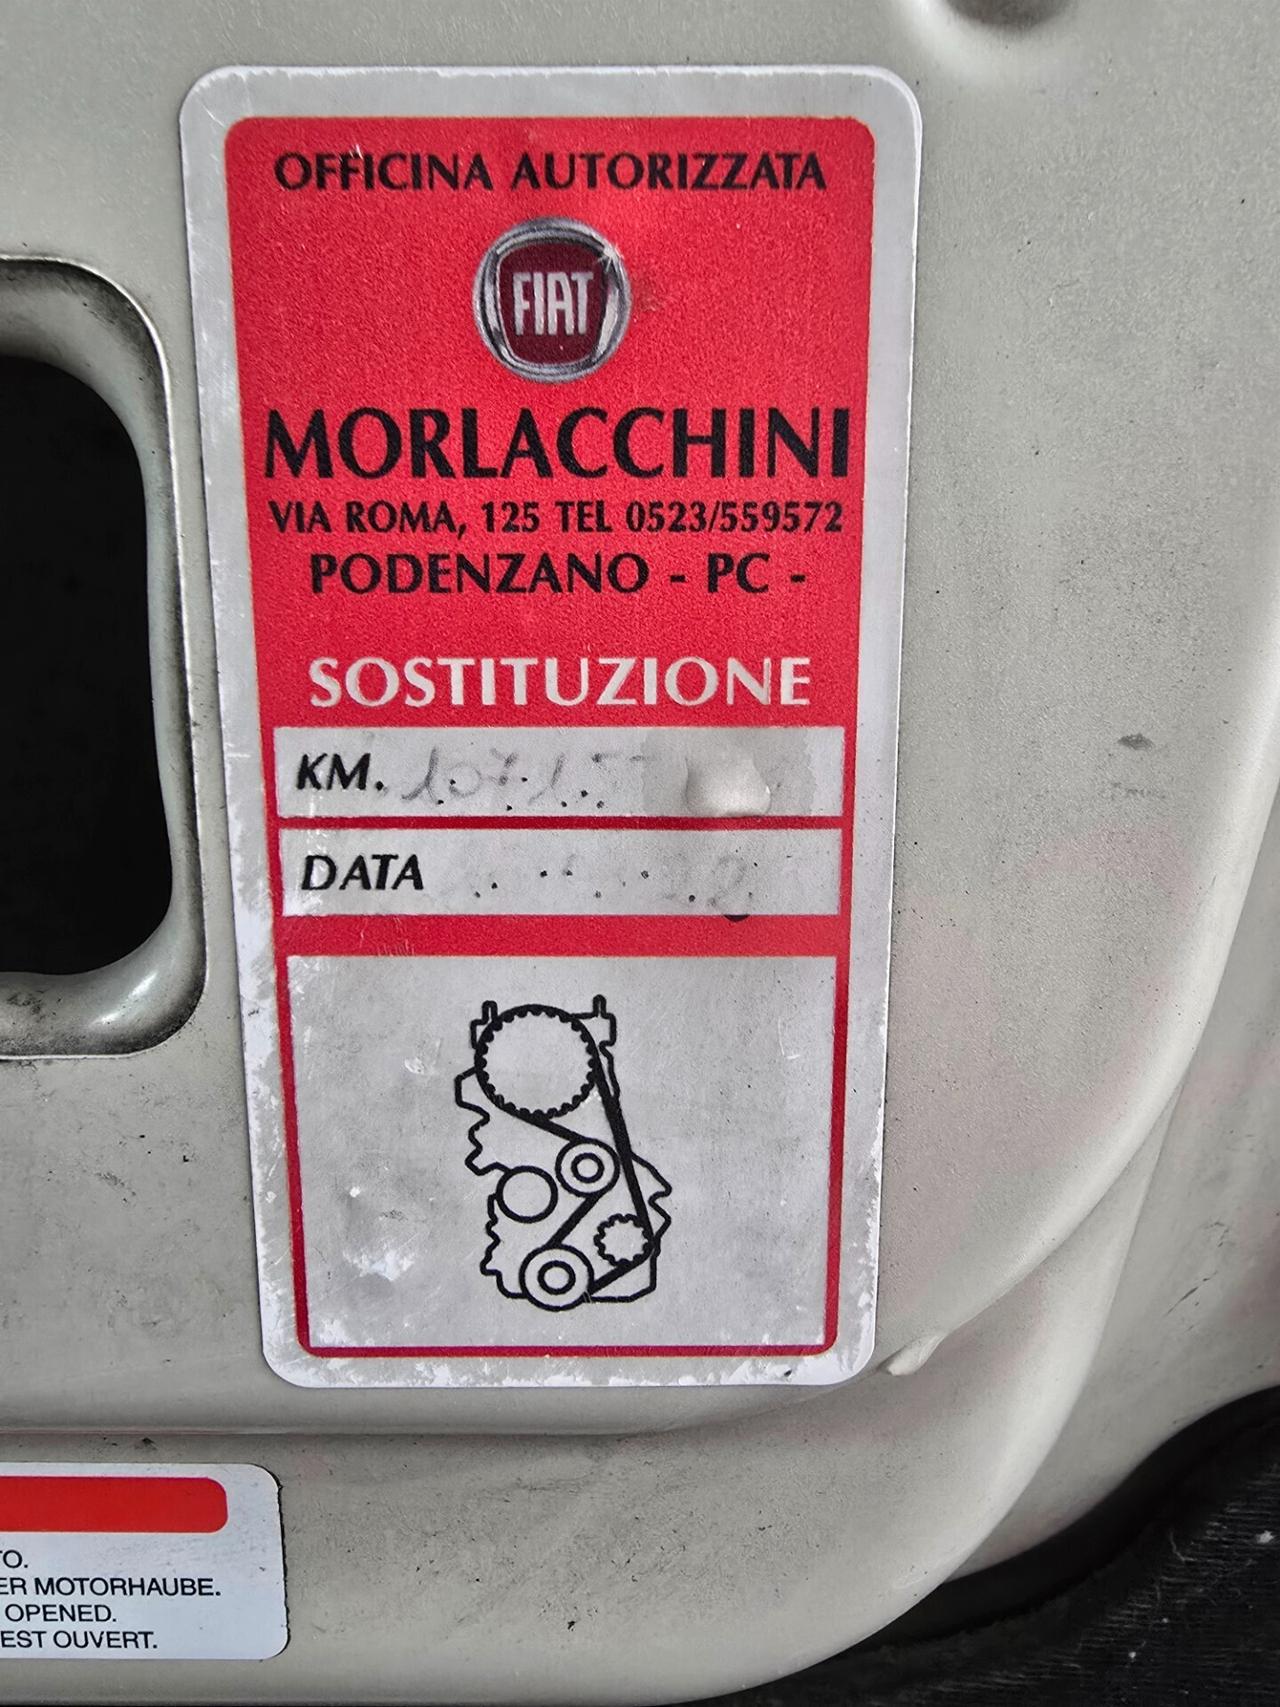 OFFICINA AUTORIZZATA
FIAT
MORLACCHINI
VIA ROMA, 125 TEL 0523/559572
PODENZANO - PC -
SOSTITUZIONE
KM.
DATA
TO.
ER MOTORHAUBE.
OPENED.
EST OUVERT.